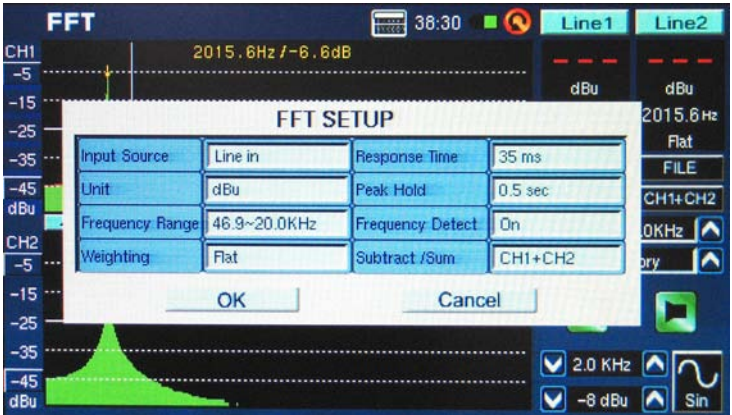 FFT
38:30
Line1
Line2
CH1
2015.6Hz/-6.6dB
-5
dBu
dBu
-15
FFT SETUP
2015.6Hz
-25
Flat
Input Source
Line in
Response Time
35 ms
-35
FILE
Unit
dBu
Peak Hold
0.5 sec
-45
CH1+CH2
dBu
Frequency Range
46.9~20.0KHz
Frequency Detect
On
.0KHz
CH2
Weighting
Flat
Subtract /Sum
CH1+CH2
-5
ory
-15
OK
Cancel
-25
-35
2.0 KHz
-45
dBu
-8 dBu
Sin